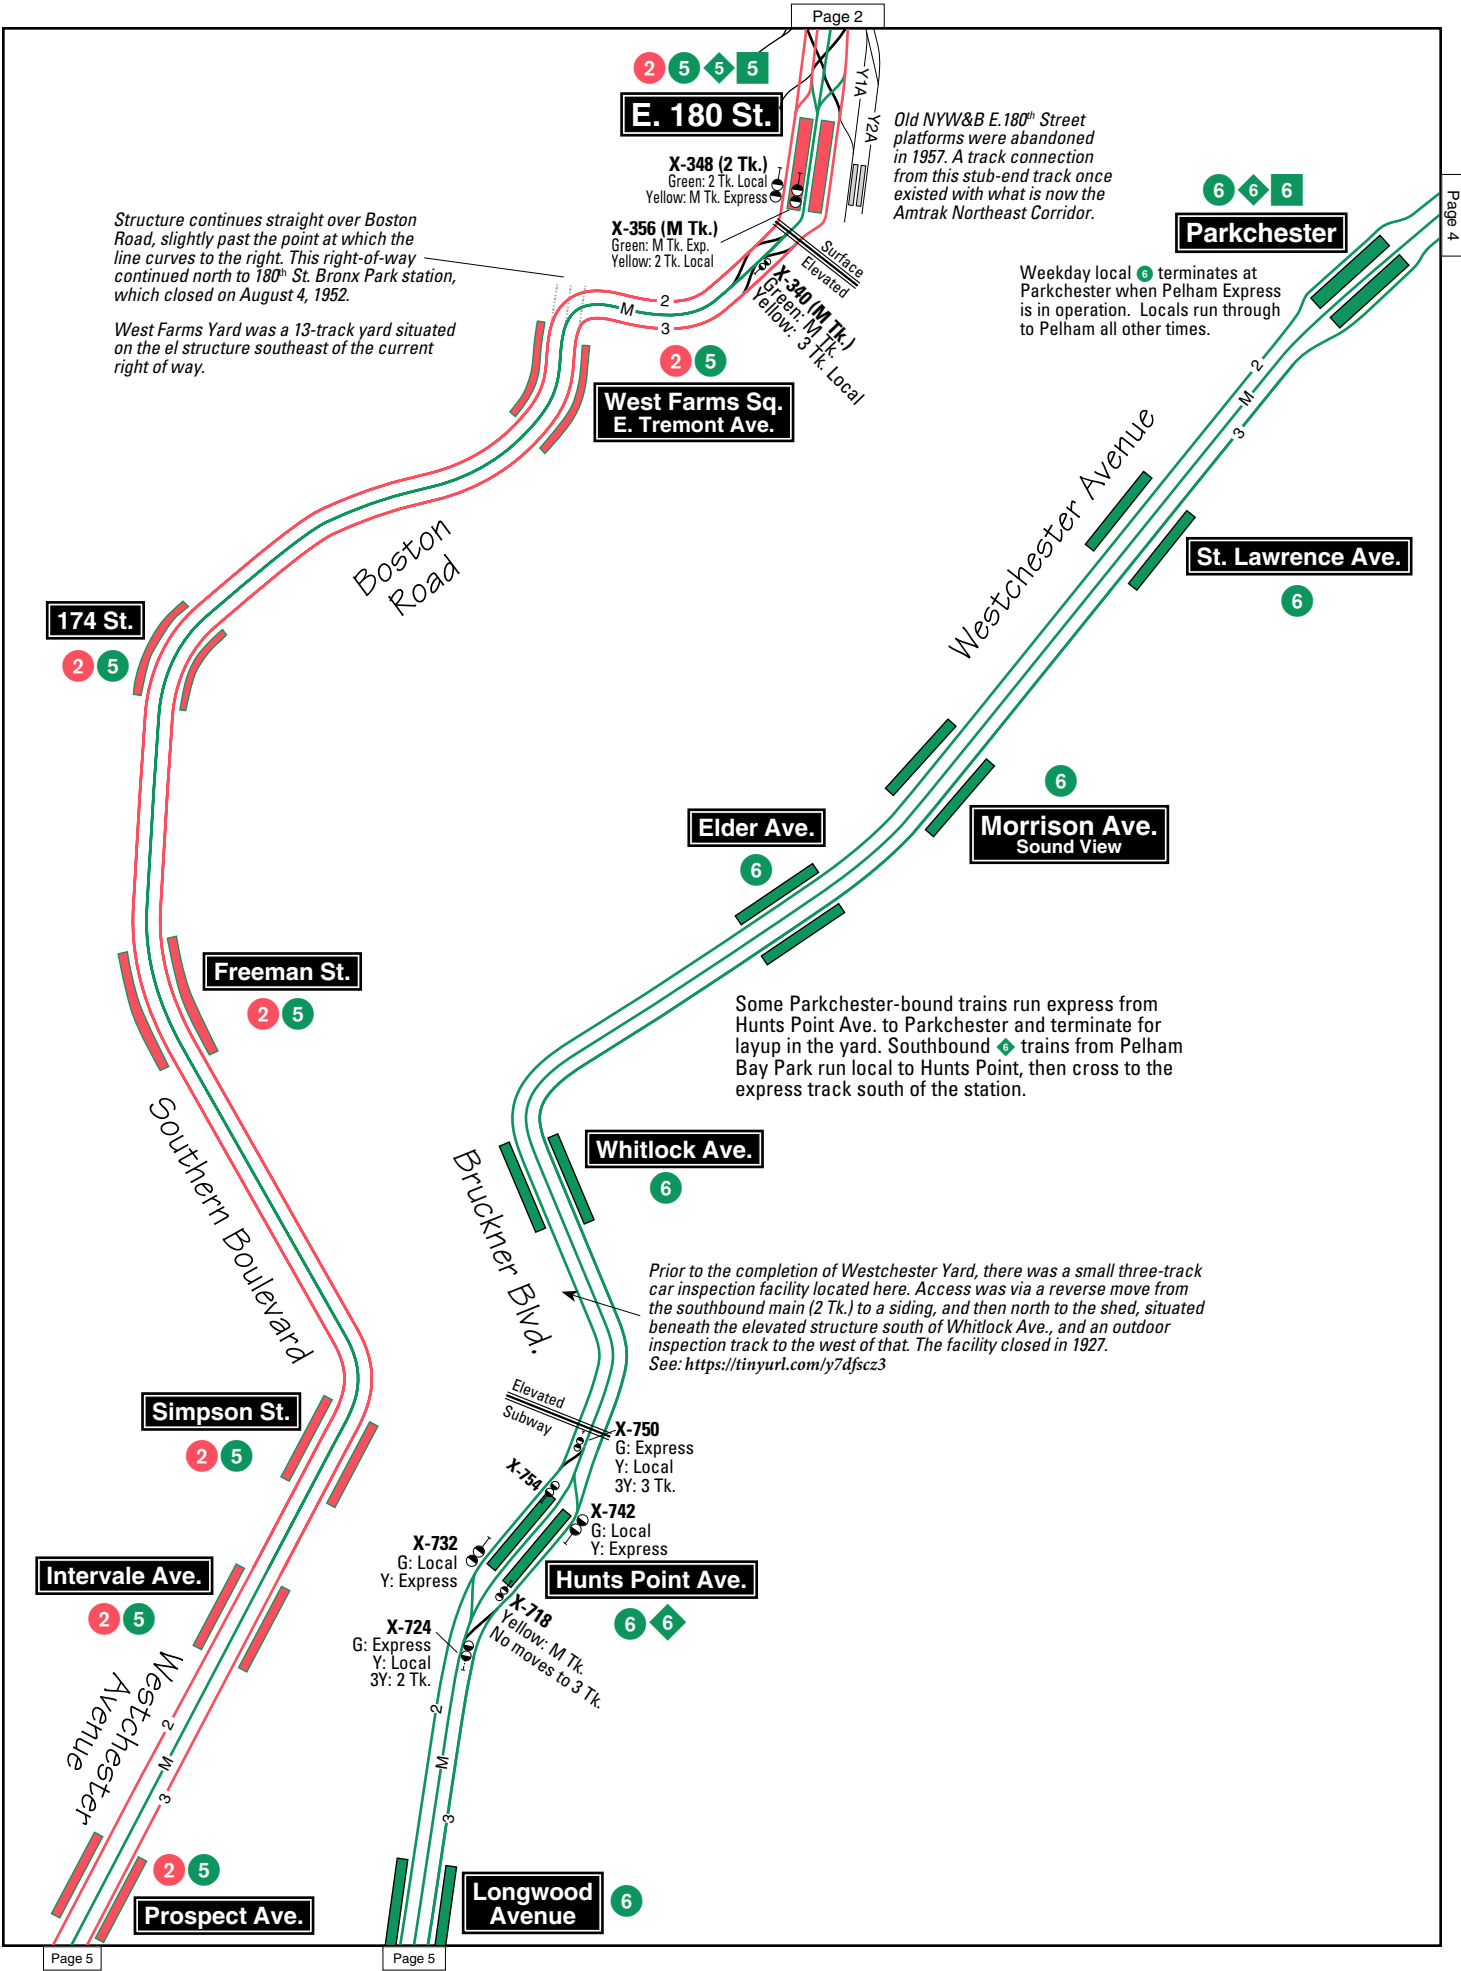 Page 2
2 5 5 5
E. 180 St.
Y1A
Y2A
Old NYW&B E.180th Street
platforms were abandoned
in 1957. A track connection
from this stub-end track once
existed with what is now the
Amtrak Northeast Corridor.
X-348 (2 Tk.)
Green: 2 Tk. Local
Yellow: M Tk. Express
X-356 (M Tk.)
Green: M Tk. Exp.
Yellow: 2 Tk. Local
Surface
Elevated
X-340 (M Tk.)
Green: M Tk.
Yellow: 3 Tk. Local
6 6 6
Parkchester
Page 4
Weekday local 6 terminates at
Parkchester when Pelham Express
is in operation. Locals run through
to Pelham all other times.
Structure continues straight over Boston
Road, slightly past the point at which the
line curves to the right. This right-of-way
continued north to 180th St. Bronx Park station,
which closed on August 4, 1952.
West Farms Yard was a 13-track yard situated
on the el structure southeast of the current
right of way.
2
M
3
2 5
West Farms Sq.
E. Tremont Ave.
2
M
3
Westchester Avenue
Boston
Road
St. Lawrence Ave.
6
174 St.
2 5
6
Morrison Ave.
Sound View
Elder Ave.
6
Freeman St.
2 5
Some Parkchester-bound trains run express from
Hunts Point Ave. to Parkchester and terminate for
layup in the yard. Southbound 6 trains from Pelham
Bay Park run local to Hunts Point, then cross to the
express track south of the station.
Southern Boulevard
Whitlock Ave.
6
Bruckner Blvd.
Prior to the completion of Westchester Yard, there was a small three-track
car inspection facility located here. Access was via a reverse move from
the southbound main (2 Tk.) to a siding, and then north to the shed, situated
beneath the elevated structure south of Whitlock Ave., and an outdoor
inspection track to the west of that. The facility closed in 1927.
See: https://tinyurl.com/y7dfscz3
Elevated
Subway
Simpson St.
2 5
X-750
G: Express
Y: Local
3Y: 3 Tk.
X-754
X-742
G: Local
Y: Express
X-732
G: Local
Y: Express
Hunts Point Ave.
6 6
Intervale Ave.
2 5
X-718
Yellow: M Tk.
No moves to 3 Tk.
X-724
G: Express
Y: Local
3Y: 2 Tk.
Westchester
Avenue
2
M
3
2
M
3
2 5
Prospect Ave.
Longwood
Avenue
6
Page 5
Page 5